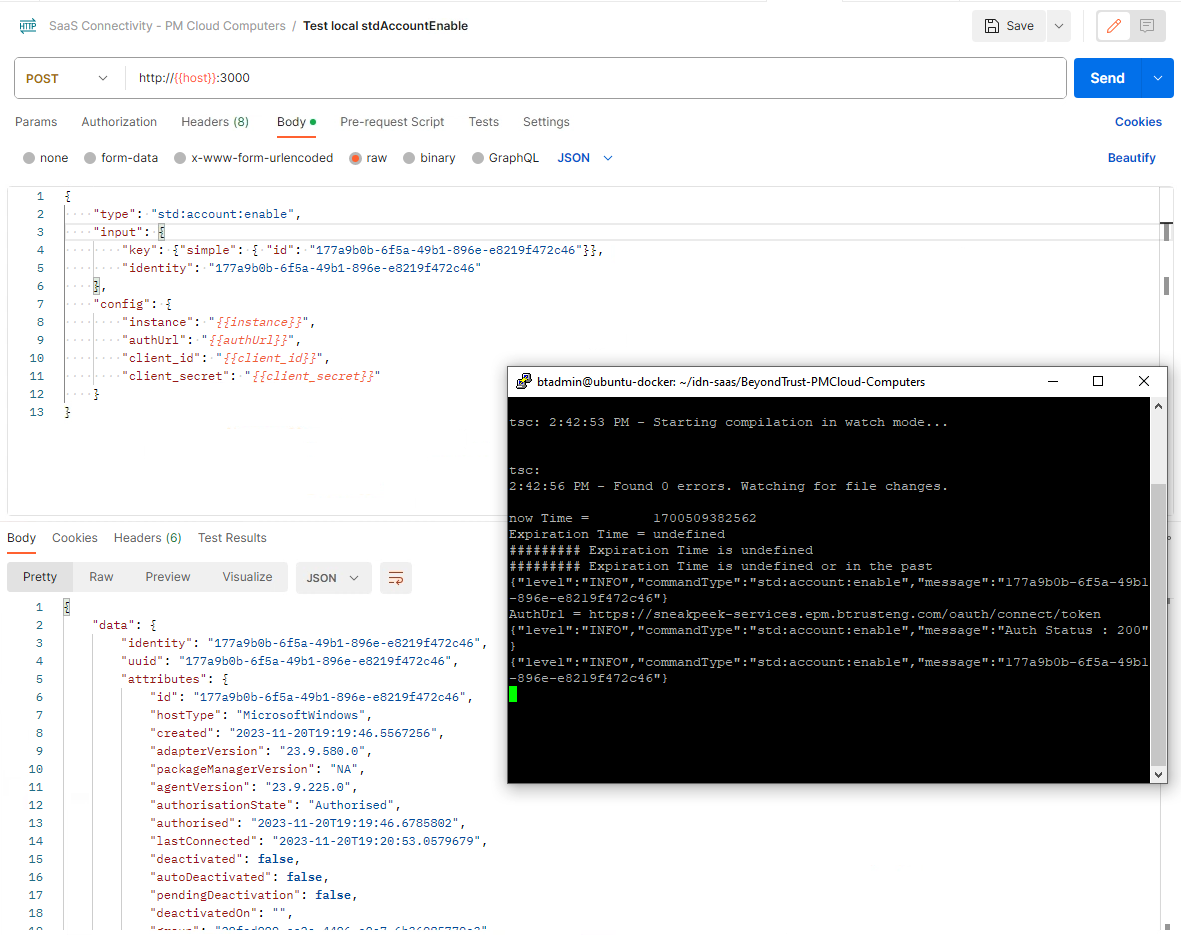 HTTP SaaS Connectivity - PM Cloud Computers / Test local stdAccountEnable
Save
POST http://{{host}}:3000
Send
Params Authorization Headers (8) Body Pre-request Script Tests Settings Cookies
none form-data x-www-form-urlencoded raw binary GraphQL JSON Beautify
1 {
2 "type": "std:account:enable",
3 "input": {
4 "key": {"simple": { "id": "177a9b0b-6f5a-49b1-896e-e8219f472c46"}},
5 "identity": "177a9b0b-6f5a-49b1-896e-e8219f472c46"
6 },
7 "config": {
8 "instance": "{{instance}}",
9 "authUrl": "{{authUrl}}",
10 "client_id": "{{client_id}}",
11 "client_secret": "{{client_secret}}"
12 }
13 }
btadmin@ubuntu-docker: ~/idn-saas/BeyondTrust-PMCloud-Computers
tsc: 2:42:53 PM - Starting compilation in watch mode...
tsc:
2:42:56 PM - Found 0 errors. Watching for file changes.
now Time = 1700509382562
Expiration Time = undefined
######### Expiration Time is undefined
######### Expiration Time is undefined or in the past
{"level":"INFO","commandType":"std:account:enable","message":"177a9b0b-6f5a-49b1
-896e-e8219f472c46"}
AuthUrl = https://sneakpeek-services.epm.btrusteng.com/oauth/connect/token
{"level":"INFO","commandType":"std:account:enable","message":"Auth Status : 200"
}
{"level":"INFO","commandType":"std:account:enable","message":"177a9b0b-6f5a-49b1
-896e-e8219f472c46"}
Body Cookies Headers (6) Test Results
Pretty Raw Preview Visualize JSON
1 {
2 "data": {
3 "identity": "177a9b0b-6f5a-49b1-896e-e8219f472c46",
4 "uuid": "177a9b0b-6f5a-49b1-896e-e8219f472c46",
5 "attributes": {
6 "id": "177a9b0b-6f5a-49b1-896e-e8219f472c46",
7 "hostType": "MicrosoftWindows",
8 "created": "2023-11-20T19:19:46.5567256",
9 "adapterVersion": "23.9.580.0",
10 "packageManagerVersion": "NA",
11 "agentVersion": "23.9.225.0",
12 "authorisationState": "Authorised",
13 "authorised": "2023-11-20T19:19:46.6785802",
14 "lastConnected": "2023-11-20T19:20:53.0579679",
15 "deactivated": false,
16 "autoDeactivated": false,
17 "pendingDeactivation": false,
18 "deactivatedOn": "",